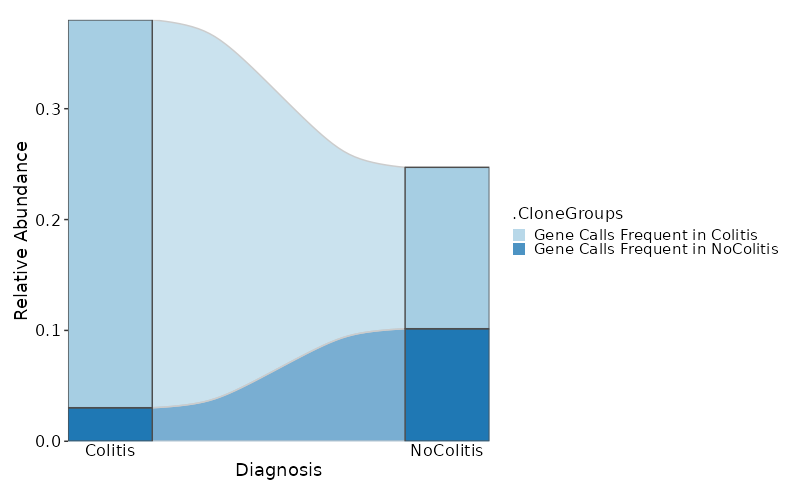 Relative Abundance
0.3
0.2
0.1
0.0
Colitis
NoColitis
Diagnosis
.CloneGroups
Gene Calls Frequent in Colitis
Gene Calls Frequent in NoColitis